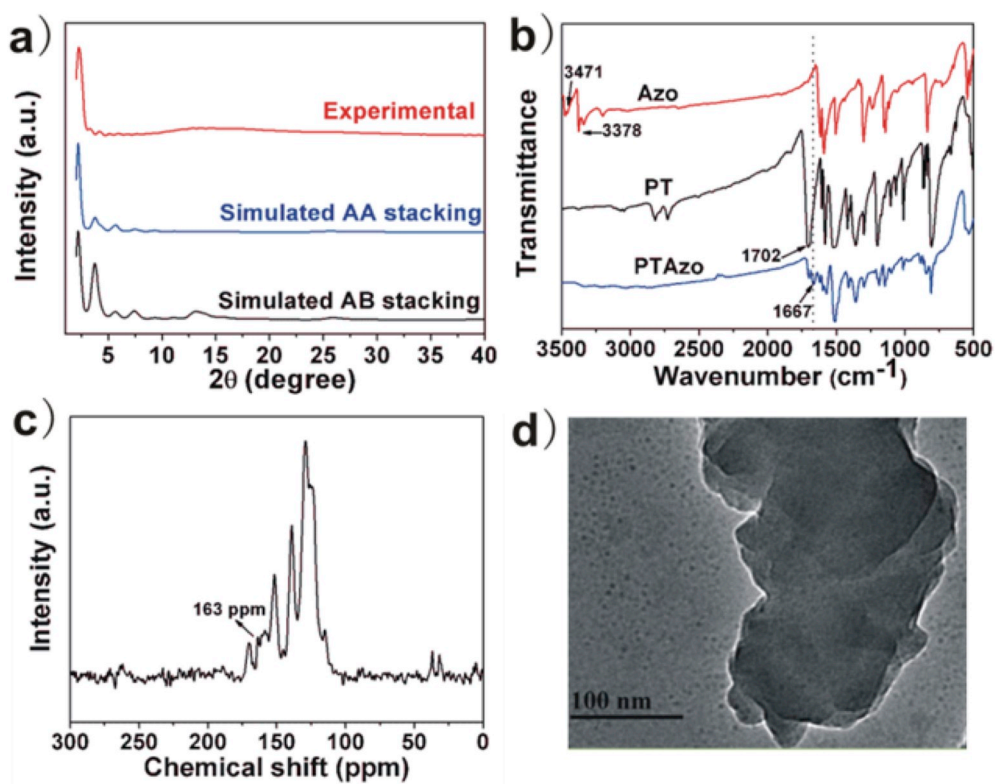 a)
Intensity (a.u.)
Experimental
Simulated AA stacking
Simulated AB stacking
5 10 15 20 25 30 35 40
2θ (degree)
b)
Transmittance
3471
Azo
3378
PT
1702
PTAzo
1667
3500 3000 2500 2000 1500 1000 500
Wavenumber (cm-1)
c)
Intensity (a.u.)
163 ppm
300 250 200 150 100 50 0
Chemical shift (ppm)
d)
100 nm